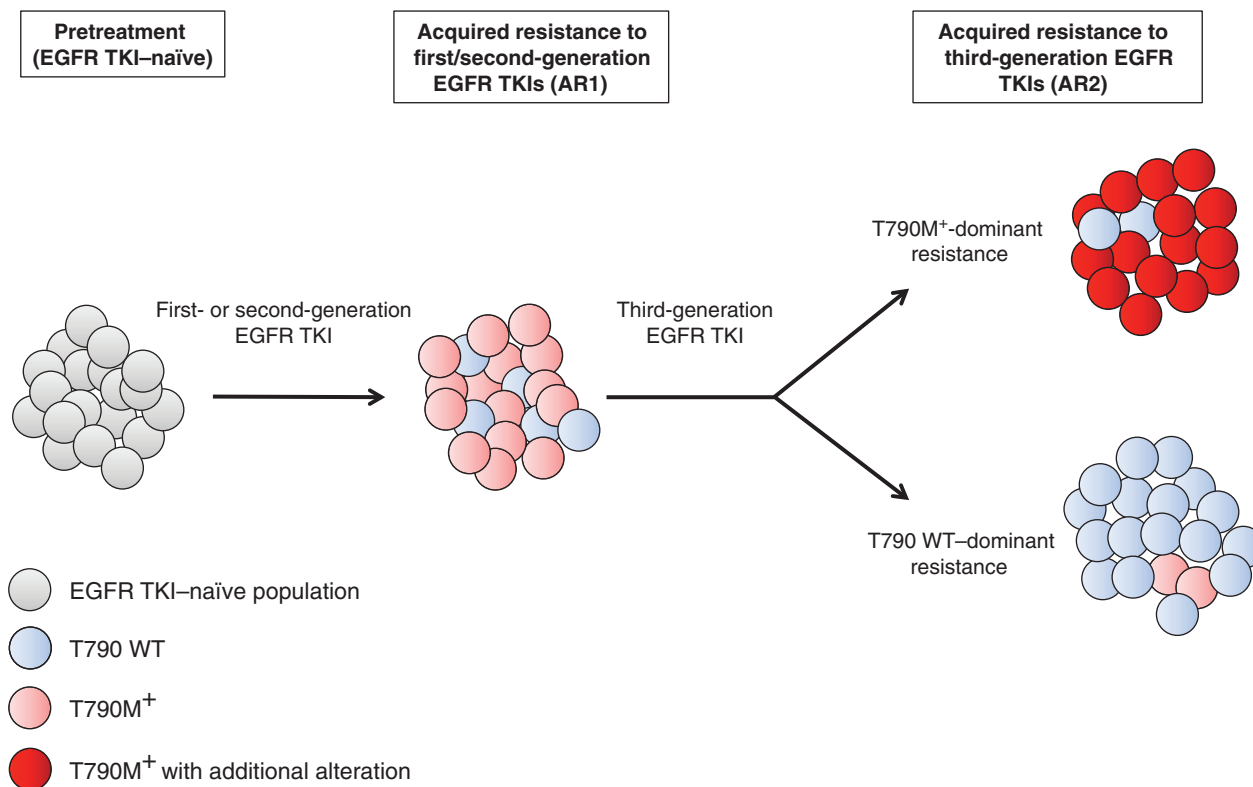 Pretreatment
(EGFR TKI–naïve)
Acquired resistance to
first/second-generation
EGFR TKIs (AR1)
Acquired resistance to
third-generation EGFR
TKIs (AR2)
First- or second-generation
EGFR TKI
Third-generation
EGFR TKI
T790M⁺-dominant
resistance
T790 WT–dominant
resistance
EGFR TKI–naïve population
T790 WT
T790M⁺
T790M⁺ with additional alteration